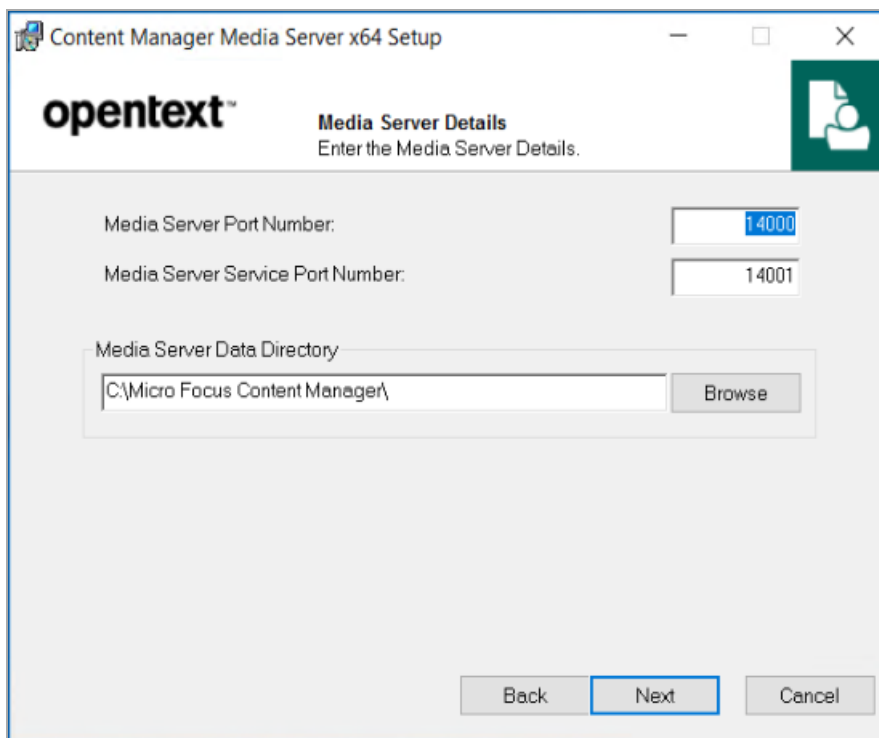 Content Manager Media Server x64 Setup
opentext™
Media Server Details
Enter the Media Server Details.
Media Server Port Number:
14000
Media Server Service Port Number:
14001
Media Server Data Directory
C:\Micro Focus Content Manager\
Browse
Back
Next
Cancel